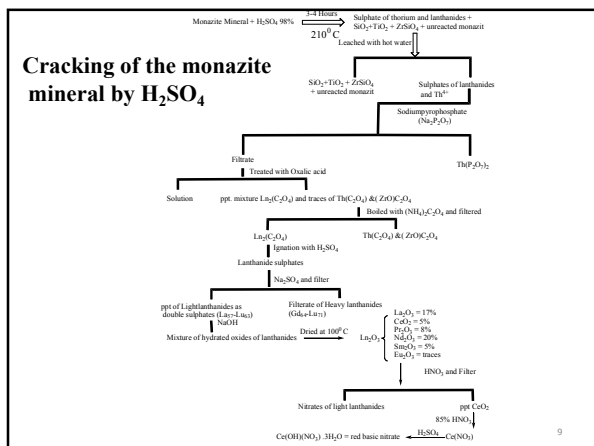 Monazite Mineral + H2SO4 98%
3-4 Hours
210⁰ C
Sulphate of thorium and lanthanides +
SiO2+TiO2 + ZrSiO4 + unreacted monazit
Leached with hot water
Cracking of the monazite
mineral by H2SO4
SiO2+TiO2 + ZrSiO4
+ unreacted monazit
Sulphates of lanthanides
and Th4+
Sodiumpyrophosphate
(Na2P2O7)
Filtrate
Th(P2O7)2
Treated with Oxalic acid
Solution
ppt. mixture Ln2(C2O4) and traces of Th(C2O4) &( ZrO)C2O4
Boiled with (NH4)2C2O4 and filtered
Ln2(C2O4)
Th(C2O4) &( ZrO)C2O4
Ignation with H2SO4
Lanthanide sulphates
Na2SO4 and filter
ppt of Lightlanthanides as
double sulphates (La57-Lu63)
Filterate of Heavy lanthanides
(Gd64-Lu71)
NaOH
Mixture of hydrated oxides of lanthanides
Dried at 100⁰ C
Ln2O3
La2O3 = 17%
CeO2 = 5%
Pr2O3 = 8%
Nd2O3 = 20%
Sm2O3 = 5%
Eu2O3 = traces
HNO3 and Filter
Nitrates of light lanthanides
ppt CeO2
85% HNO3
Ce(OH)(NO3) .3H2O = red basic nitrate
H2SO4
Ce(NO3)
9